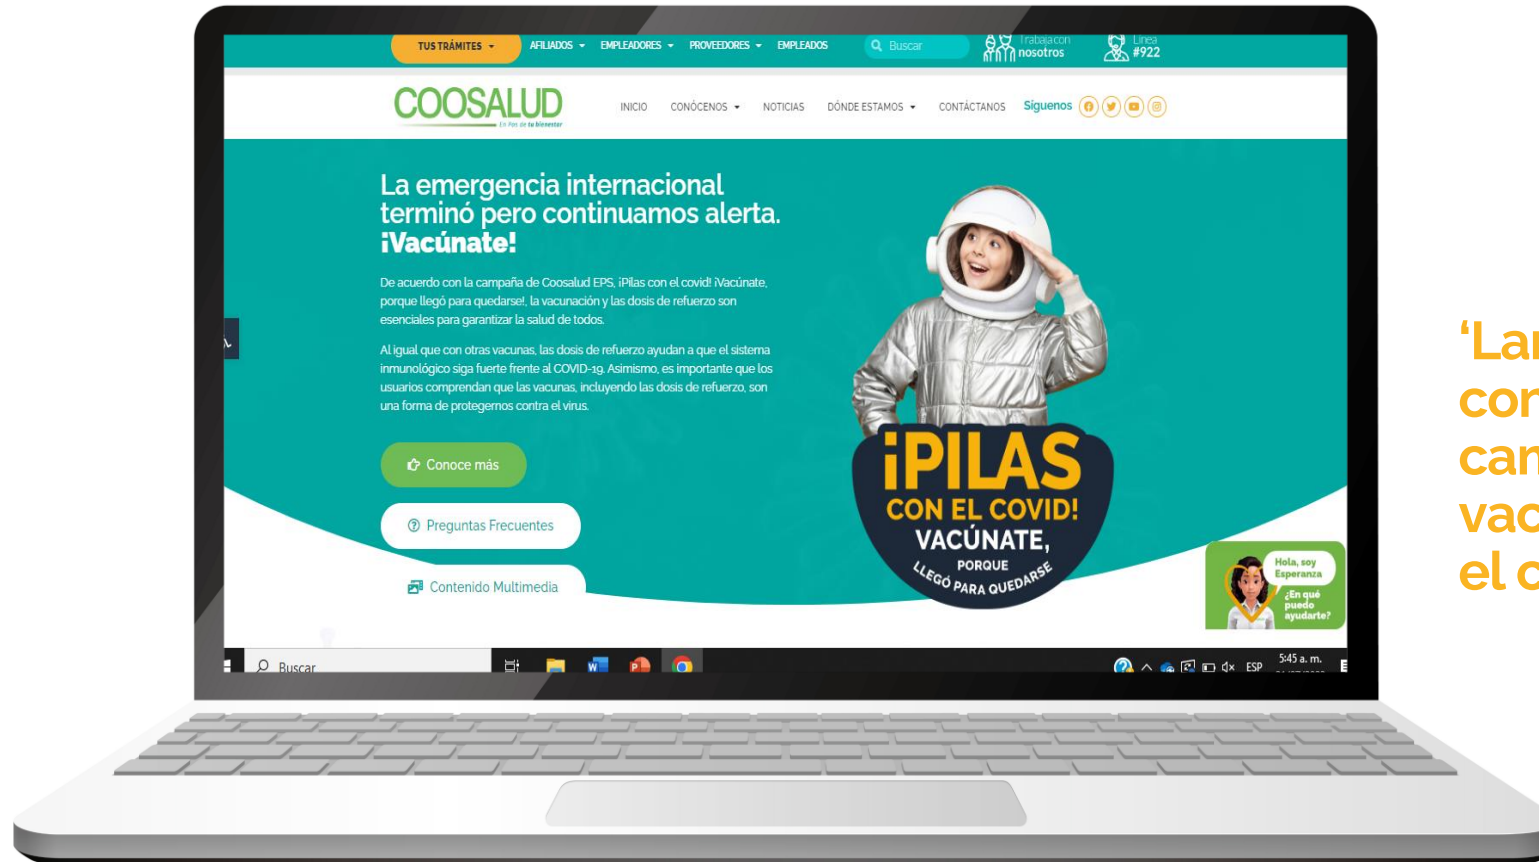 TUS TRÁMITES
AFILIADOS
EMPLEADORES
PROVEEDORES
EMPLEADOS
Buscar
Trabaja con
nosotros
Línea
#922
COOSALUD
En Pos de tu bienestar
INICIO
CONÓCENOS
NOTICIAS
DÓNDE ESTAMOS
CONTÁCTANOS
Síguenos
La emergencia internacional
terminó pero continuamos alerta.
¡Vacúnate!
De acuerdo con la campaña de Coosalud EPS, ¡Pilas con el covid! ¡Vacúnate,
porque llegó para quedarse!, la vacunación y las dosis de refuerzo son
esenciales para garantizar la salud de todos.
Al igual que con otras vacunas, las dosis de refuerzo ayudan a que el sistema
inmunológico siga fuerte frente al COVID-19. Asimismo, es importante que los
usuarios comprendan que las vacunas, incluyendo las dosis de refuerzo, son
una forma de protegernos contra el virus.
Conoce más
Preguntas Frecuentes
Contenido Multimedia
¡PILAS
CON EL COVID!
VACÚNATE,
PORQUE
LLEGÓ PARA QUEDARSE
Hola, soy
Esperanza
¿En qué
puedo
ayudarte?
Buscar
ESP
5:45 a. m.
el